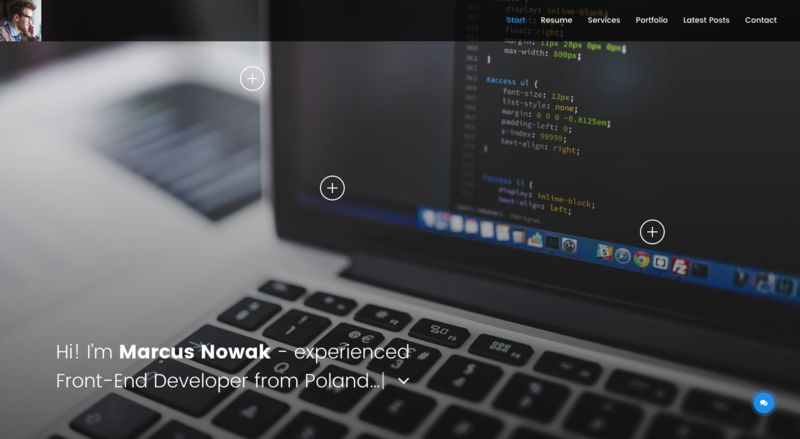 Start Resume Services Portfolio Latest Posts Contact
display: inline-block;
float: right;
margin: 11px 20px 0px 0px;
max-width: 800px;
}
#access ul {
font-size: 13px;
list-style: none;
margin: 0 0 0 -0.8125em;
padding-left: 0;
z-index: 99999;
text-align: right;
}
#access li {
display: inline-block;
text-align: left;
Hi! I'm Marcus Nowak - experienced
Front-End Developer from Poland...|